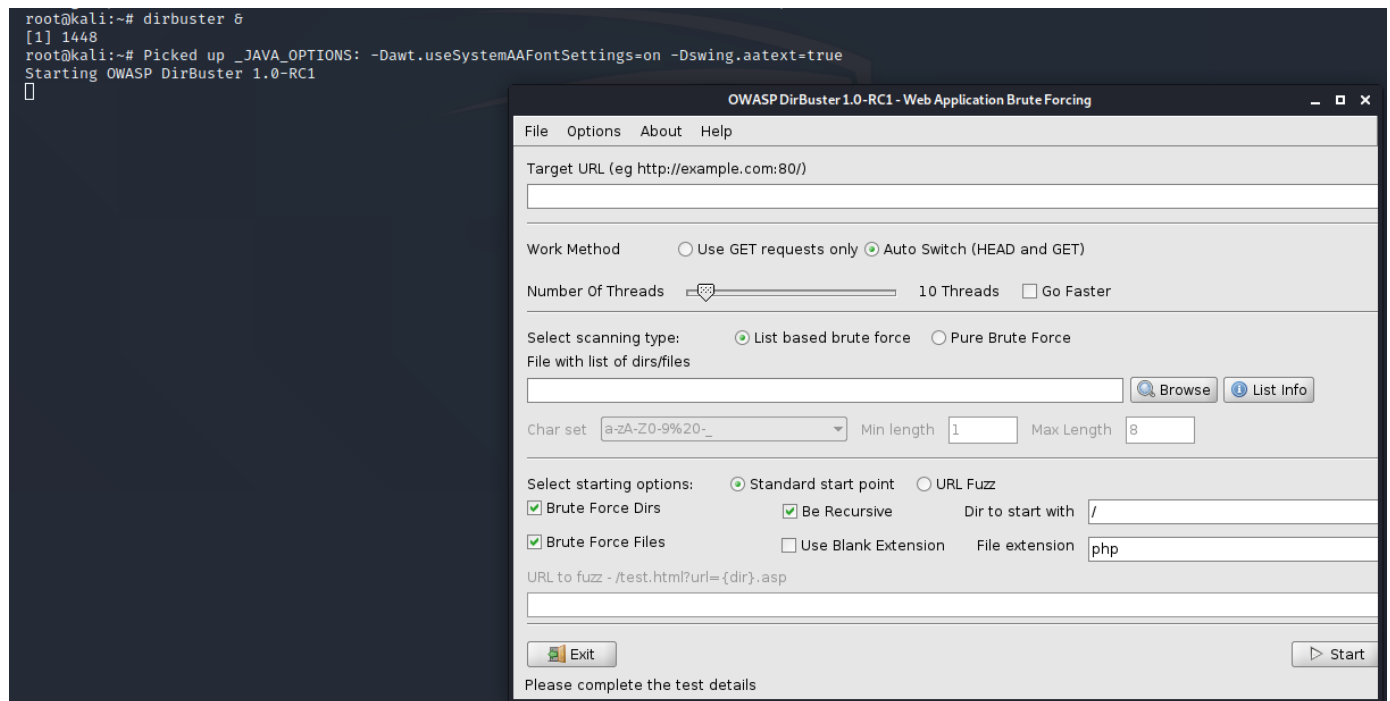 root@kali:~# dirbuster &
[1] 1448
root@kali:~# Picked up _JAVA_OPTIONS: -Dawt.useSystemAAFontSettings=on -Dswing.aatext=true
Starting OWASP DirBuster 1.0-RC1
OWASP DirBuster 1.0-RC1 - Web Application Brute Forcing
File Options About Help
Target URL (eg http://example.com:80/)
Work Method Use GET requests only Auto Switch (HEAD and GET)
Number Of Threads 10 Threads Go Faster
Select scanning type: List based brute force Pure Brute Force
File with list of dirs/files
Browse List Info
Char set a-zA-Z0-9%20-_ Min length 1 Max Length 8
Select starting options: Standard start point URL Fuzz
Brute Force Dirs Be Recursive Dir to start with /
Brute Force Files Use Blank Extension File extension php
URL to fuzz - /test.html?url={dir}.asp
Exit Start
Please complete the test details